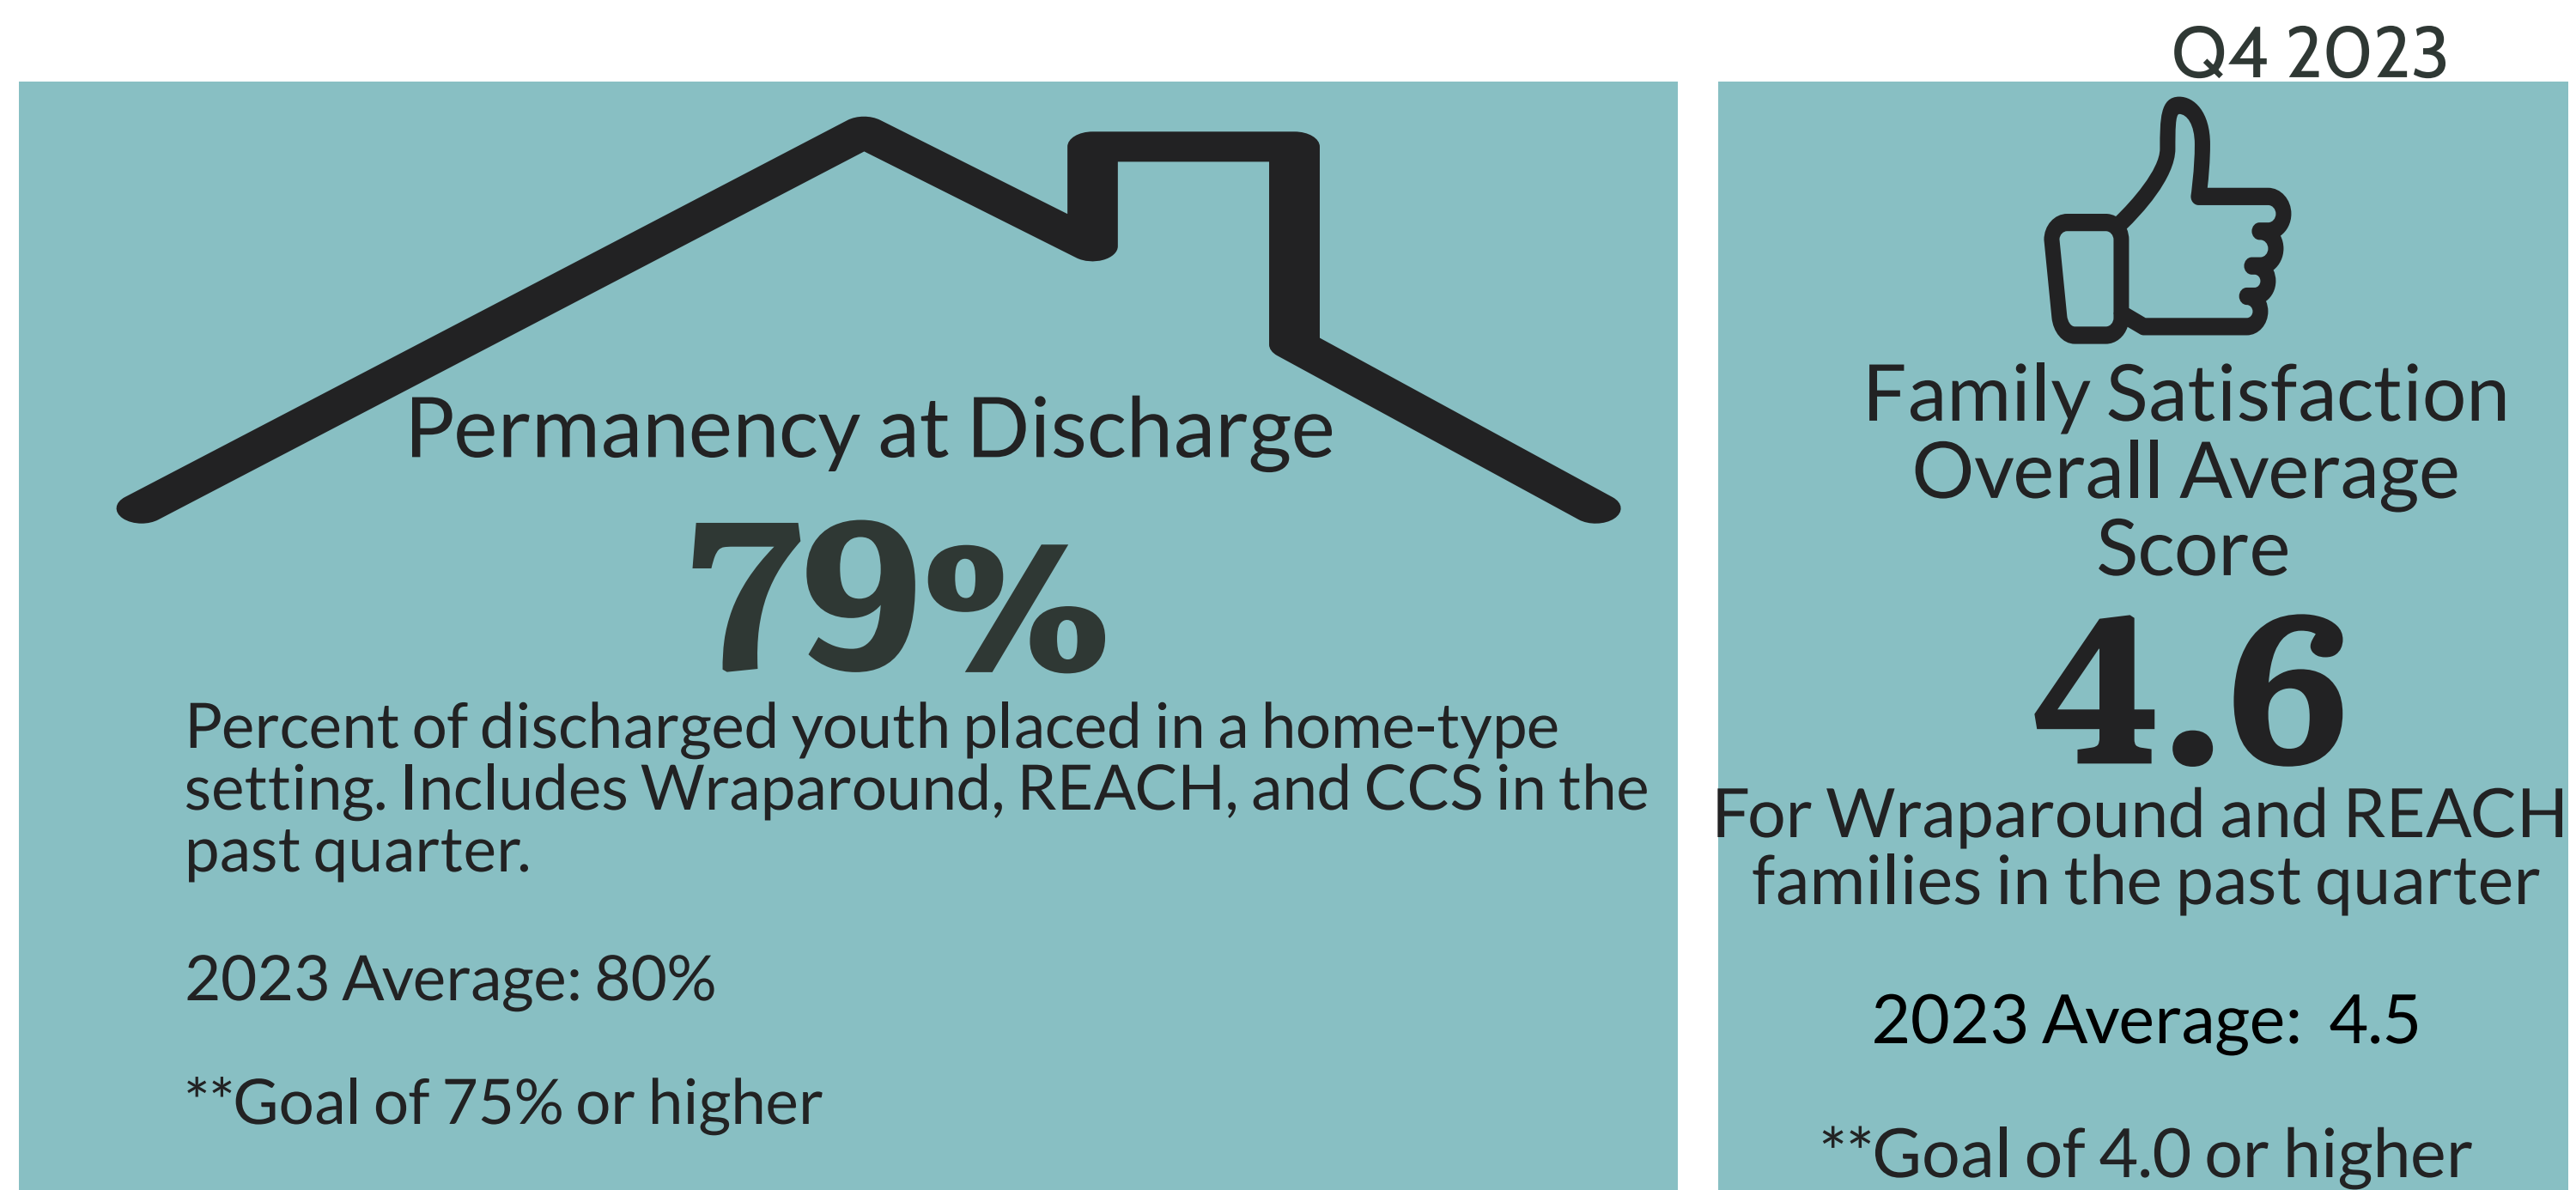 Q4 2023
Permanency at Discharge
79%
Percent of discharged youth placed in a home-type
setting. Includes Wraparound, REACH, and CCS in the
past quarter.
2023 Average: 80%
**Goal of 75% or higher
Family Satisfaction
Overall Average
Score
4.6
For Wraparound and REACH
families in the past quarter
2023 Average: 4.5
**Goal of 4.0 or higher